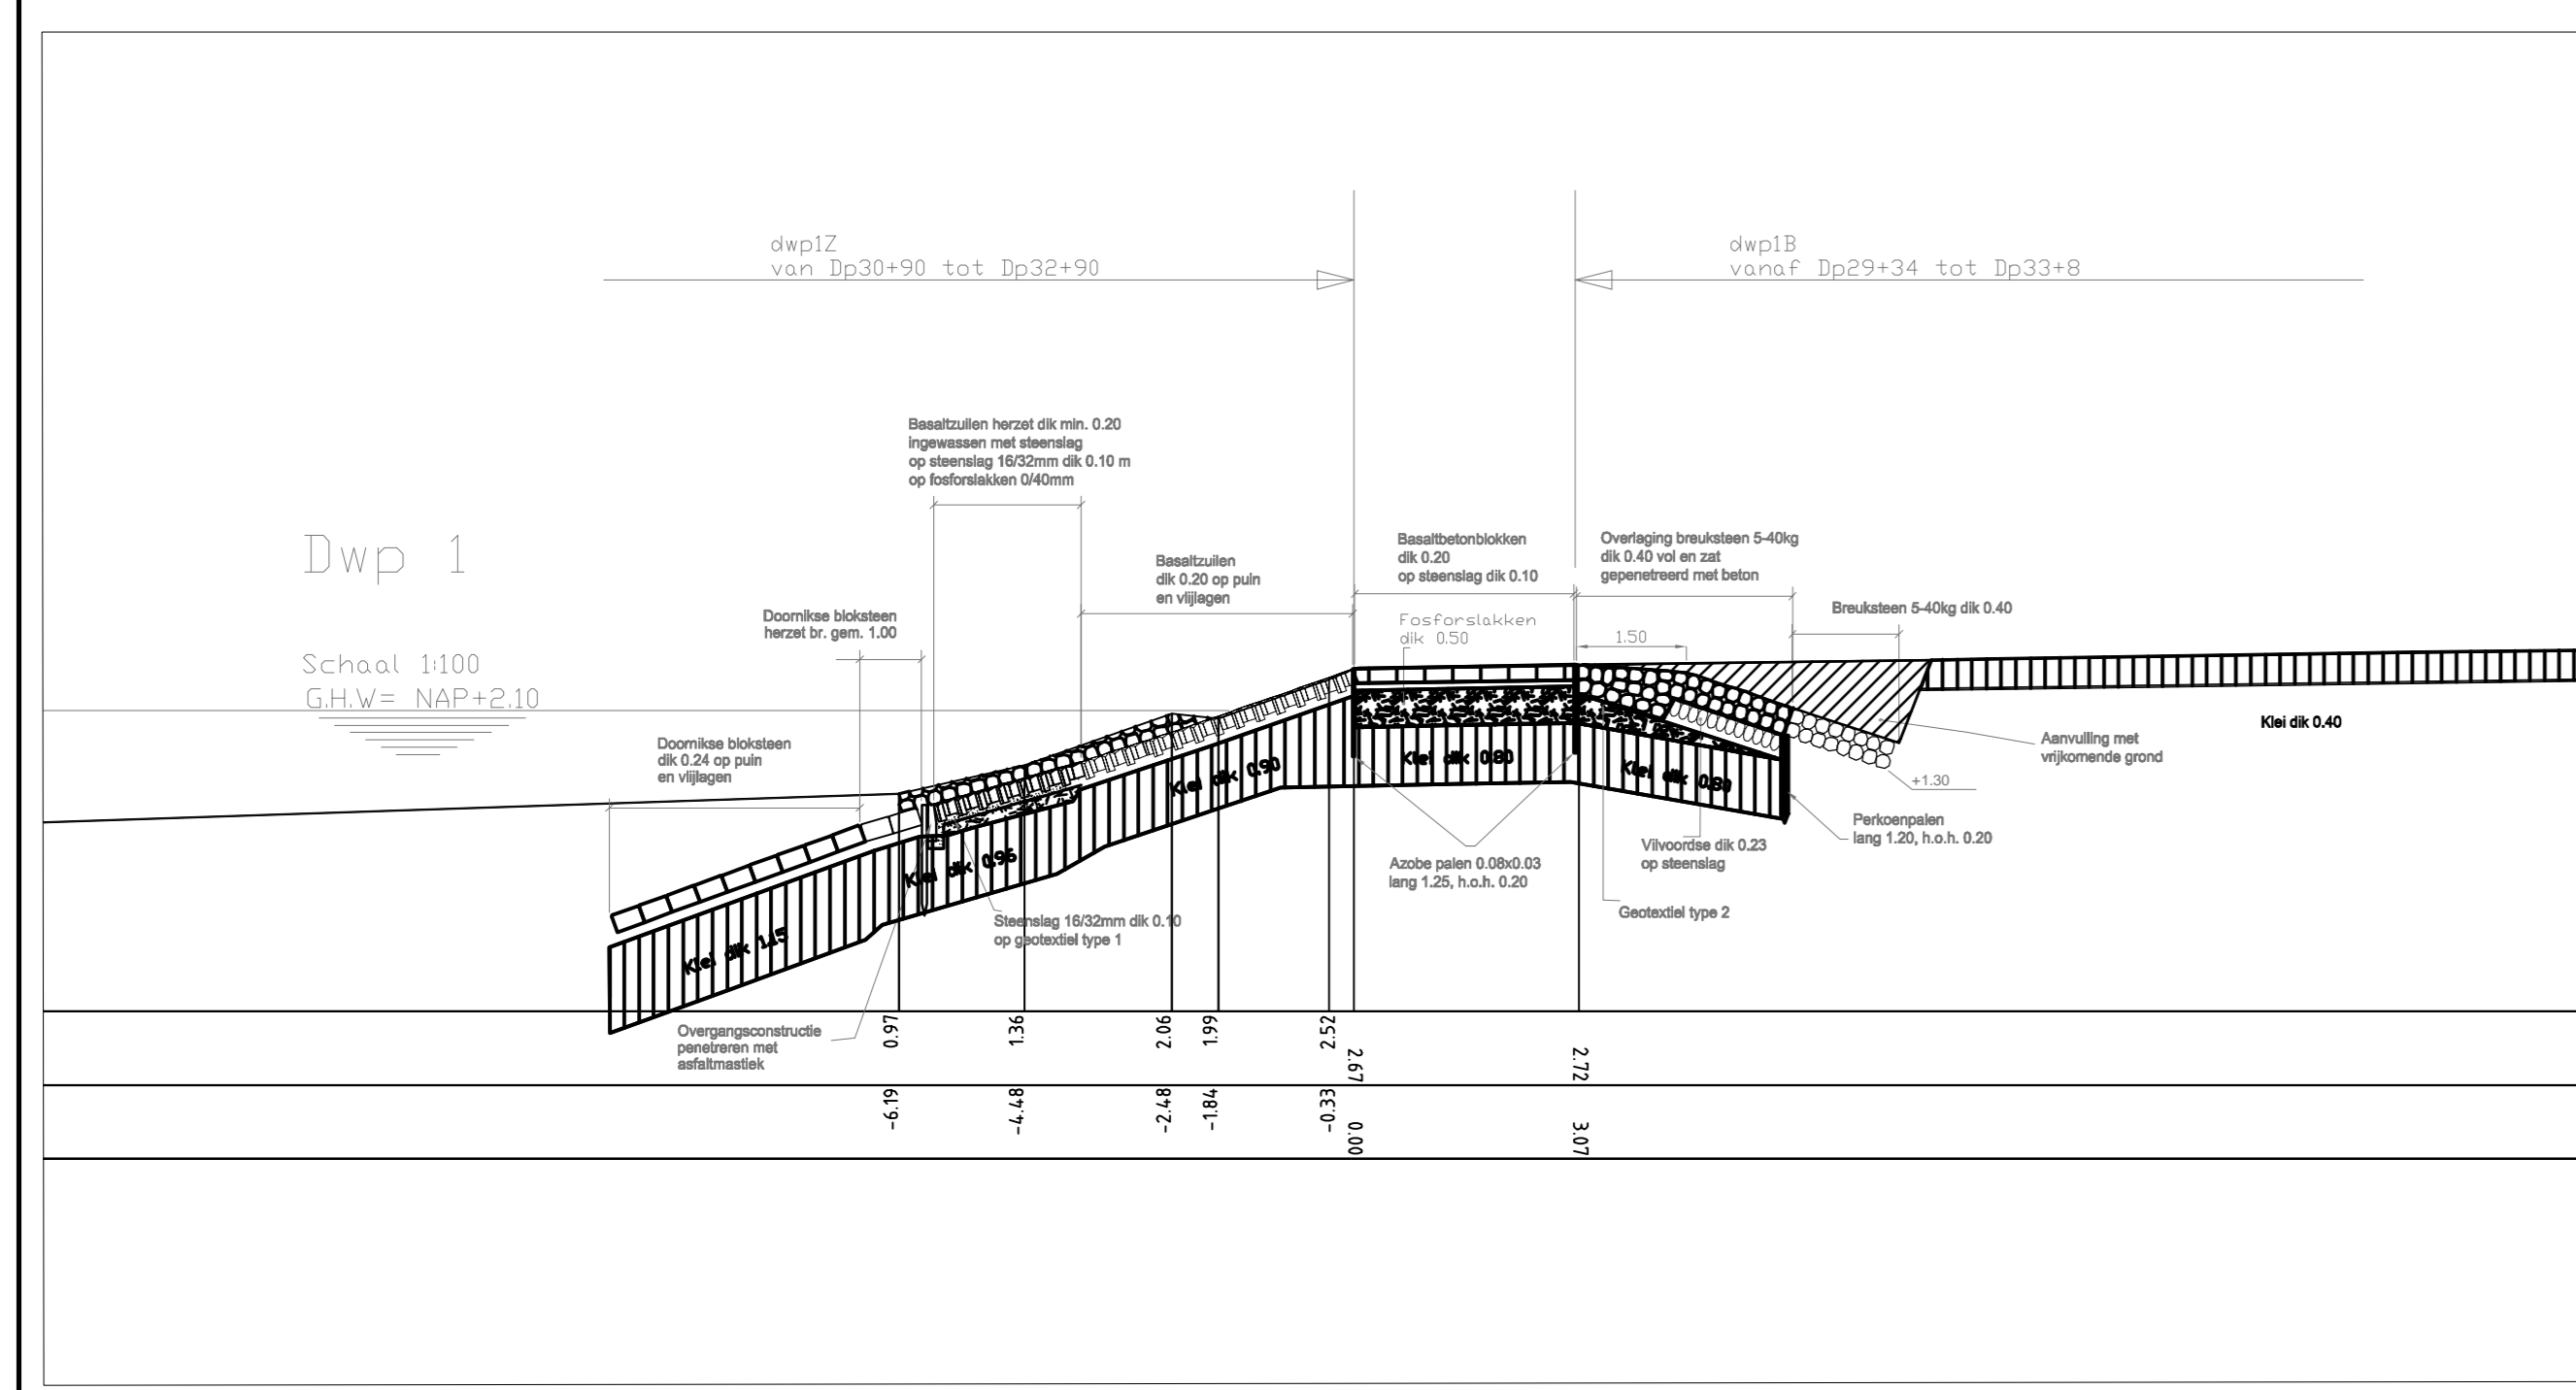 dwp1Z
van Dp30+90 tot Dp32+90
dwp1B
vanaf Dp29+34 tot Dp33+8
Basaltzuilen herzet dik min. 0.20
ingewassen met steenslag
op steenslag 16/32mm dik 0.10 m
op fosforslakken 0/40mm
Dwp 1
Schaal 1:100
G.H.W= NAP+2.10
Basaltzuilen
dik 0.20 op puin
en vlijlagen
Basaltbetonblokken
dik 0.20
op steenslag dik 0.10
Fosforslakken
dik 0.50
Overlaging breuksteen 5-40kg
dik 0.40 vol en zat
gepenetreerd met beton
1.50
Breuksteen 5-40kg dik 0.40
Doornikse bloksteen
herzet br. gem. 1.00
Doornikse bloksteen
dik 0.24 op puin
en vlijlagen
Klei dik 0.40
Aanvulling met
vrijkomende grond
+1.30
Klei dik 1.15
Klei dik 0.95
Klei dik 0.90
Klei dik 0.80
Klei dik 0.80
Perkoenpalen
lang 1.20, h.o.h. 0.20
Vilvoordse dik 0.23
op steenslag
Azobe palen 0.08x0.03
lang 1.25, h.o.h. 0.20
Geotextiel type 2
Steenslag 16/32mm dik 0.10
op geotextiel type 1
Overgangsconstructie
penetreren met
asfaltmastiek
0.97 1.36 2.06 1.99 2.52 2.67 2.72
-6.19 -4.48 -2.48 -1.84 -0.33 0.00 3.07